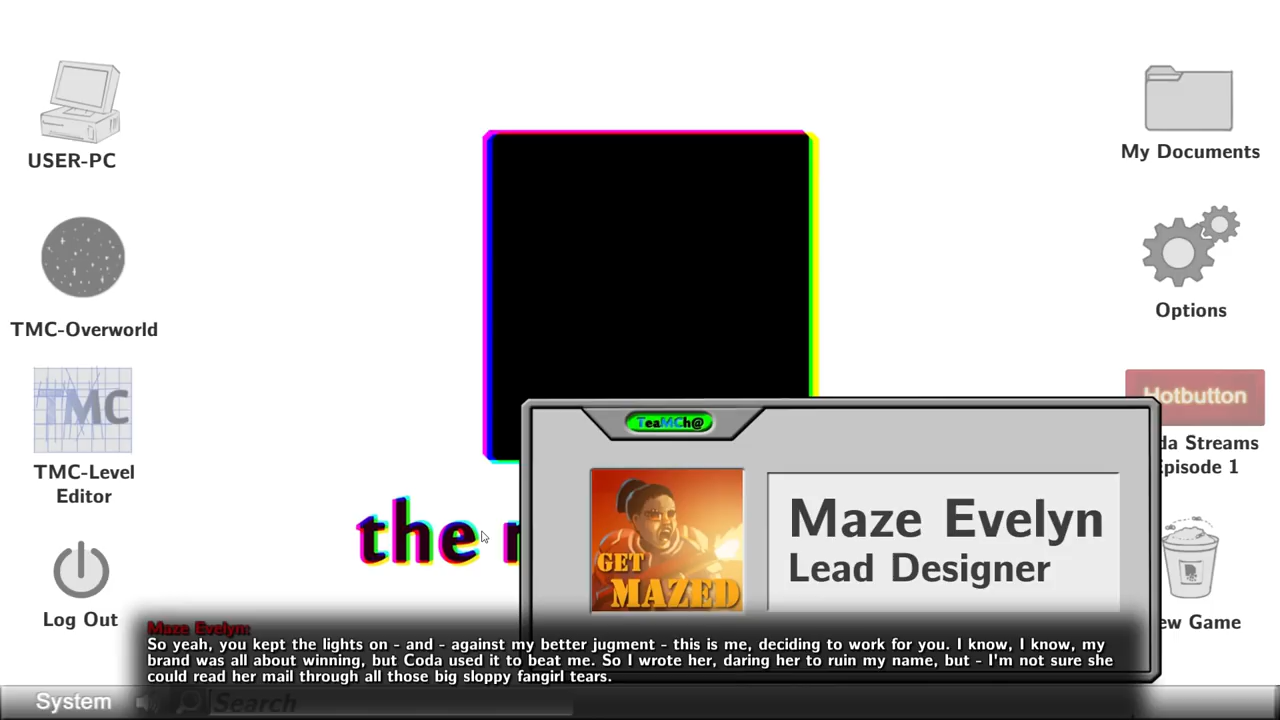 USER-PC
My Documents
TMC-Overworld
Options
TMC
TMC-Level
Editor
Hotbutton
da Streams
Episode 1
the
TeaMCh@
GET
MAZED
Maze Evelyn
Lead Designer
Log Out
ew Game
Maze Evelyn:
So yeah, you kept the lights on - and - against my better jugment - this is me, deciding to work for you. I know, I know, my
brand was all about winning, but Coda used it to beat me. So I wrote her, daring her to ruin my name, but - I'm not sure she
could read her mail through all those big sloppy fangirl tears.
System
Search